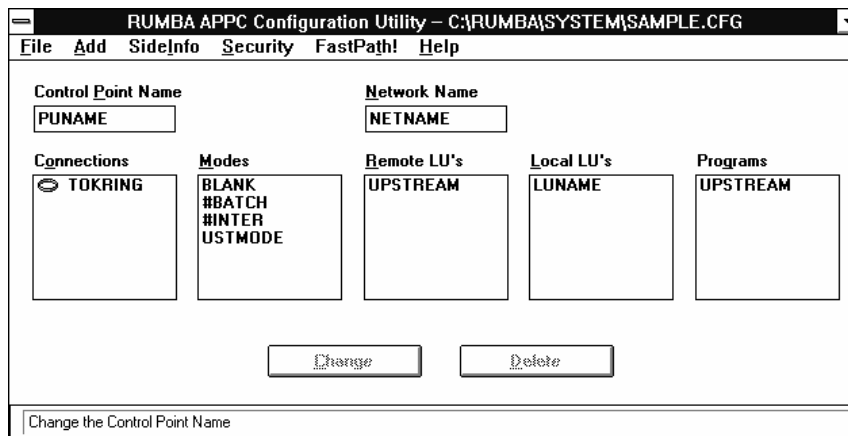 RUMBA APPC Configuration Utility – C:\RUMBA\SYSTEM\SAMPLE.CFG
File Add SideInfo Security FastPath! Help
Control Point Name Network Name
PUNAME NETNAME
Connections Modes Remote LU's Local LU's Programs
TOKRING BLANK UPSTREAM LUNAME UPSTREAM
#BATCH
#INTER
USTMODE
Change Delete
Change the Control Point Name